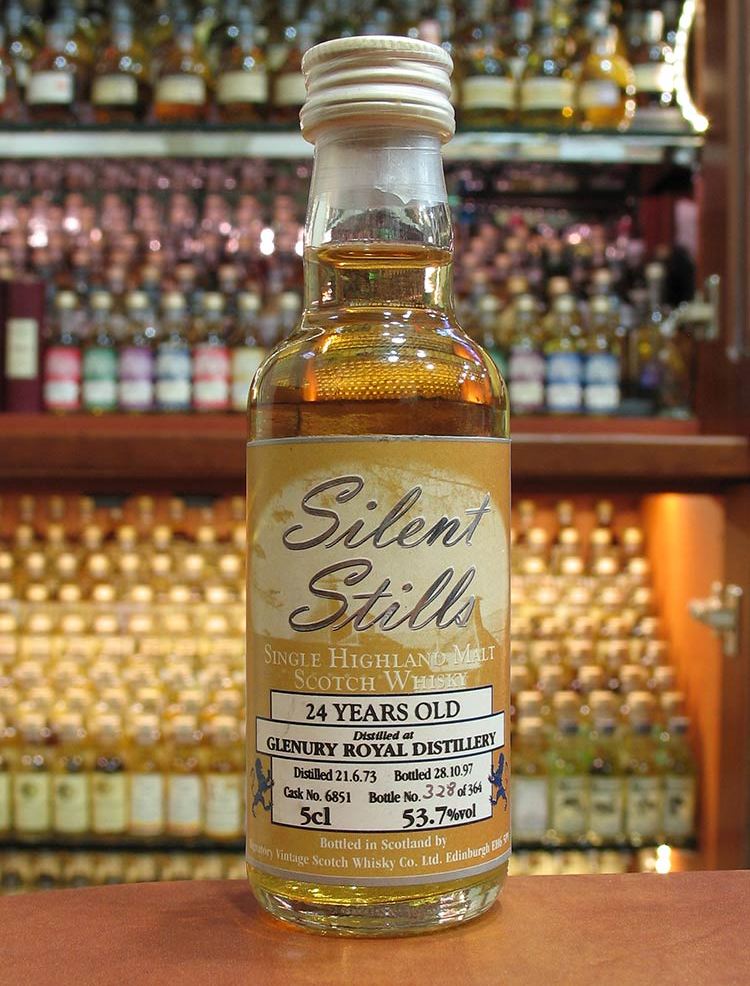 Silent
Stills
SINGLE HIGHLAND MALT
SCOTCH WHISKY
24 YEARS OLD
Distilled at
GLENURY ROYAL DISTILLERY
Distilled 21.6.73 Bottled 28.10.97
Cask No. 6851 Bottle No. 328 of 364
5cl 53.7%vol
Bottled in Scotland by
Vintage Scotch Whisky Co. Ltd. Edinburgh EH6